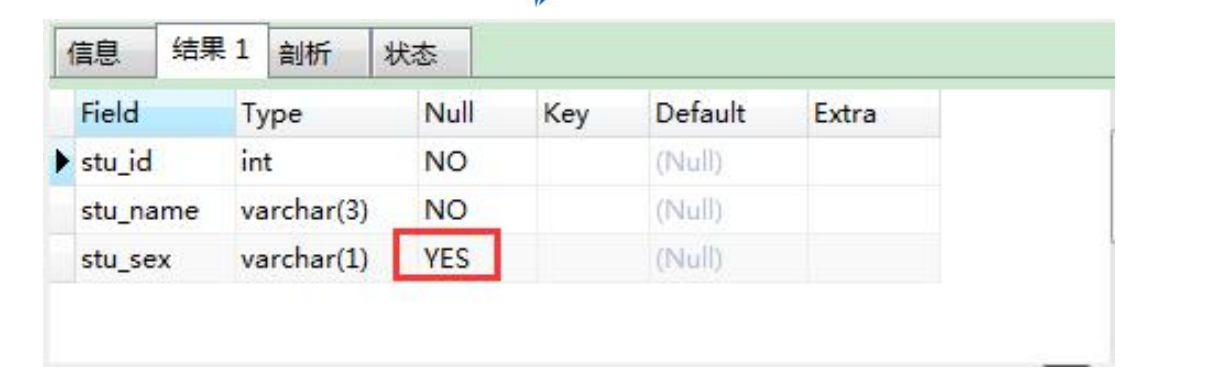 信息 结果 1 剖析 状态
Field Type Null Key Default Extra
stu_id int NO (Null)
stu_name varchar(3) NO (Null)
stu_sex varchar(1) YES (Null)